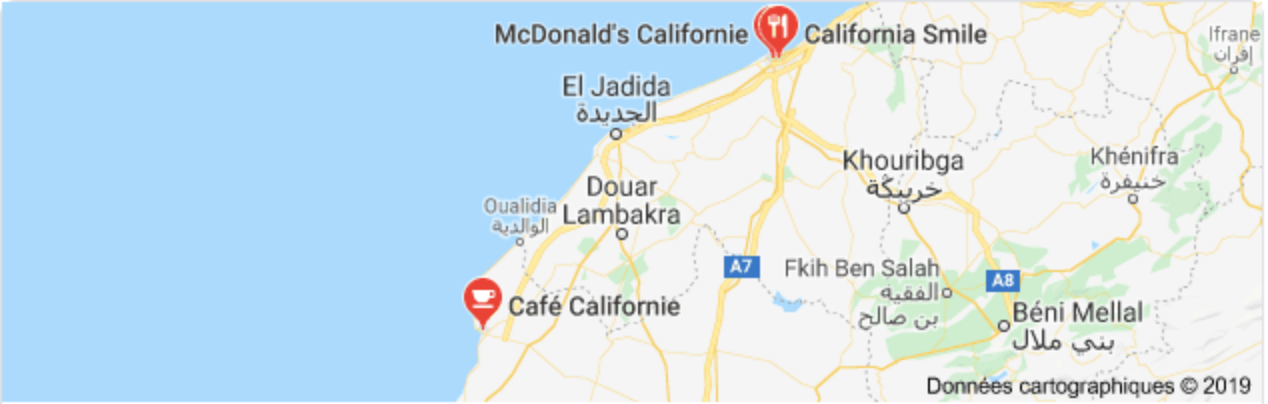 McDonald's Californie
California Smile
Ifrane
إفران
El Jadida
الجديدة
Khouribga
خريبكة
Khénifra
خنيفرة
Douar
Lambakra
Oualidia
الوالدية
A7
Fkih Ben Salah
الفقيه
بن صالح
A8
Café Californie
Béni Mellal
بني ملال
Données cartographiques © 2019